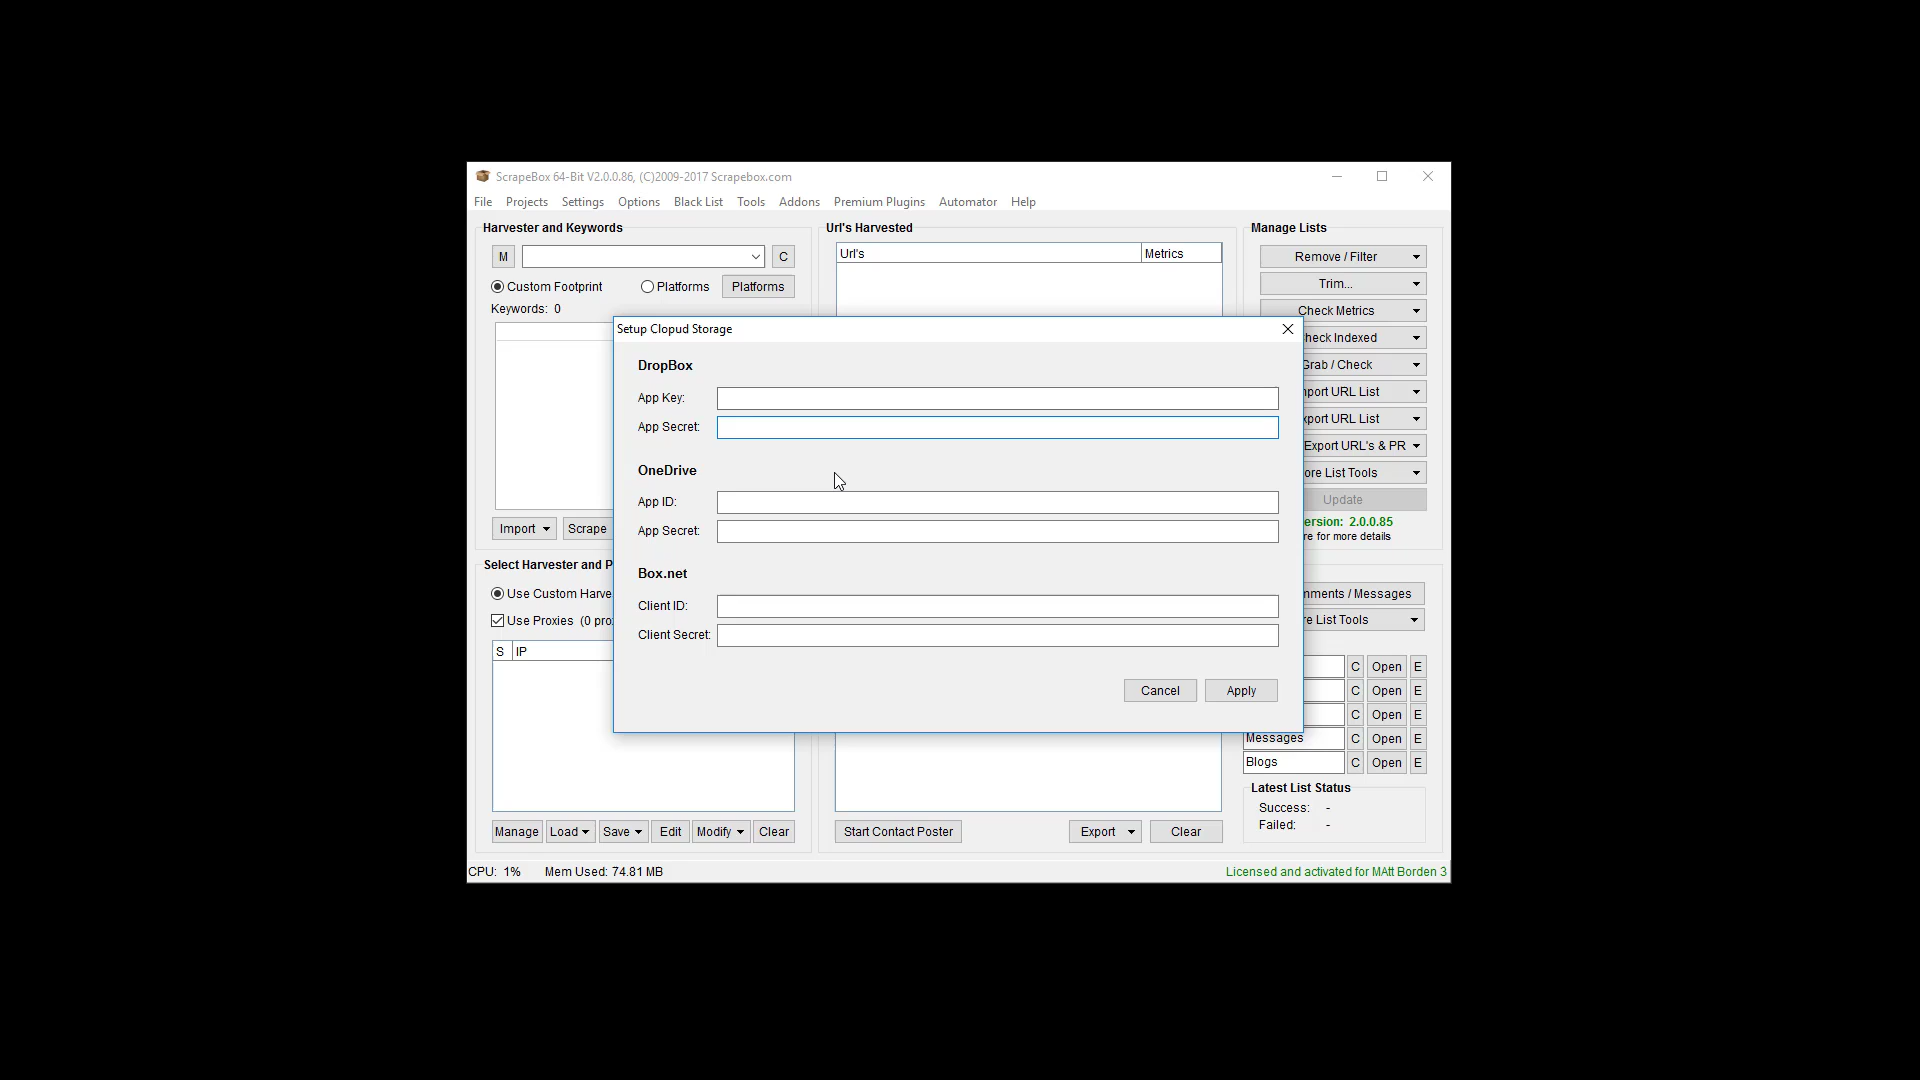 ScrapeBox 64-Bit V2.0.0.86, (C)2009-2017 Scrapebox.com
File Projects Settings Options Black List Tools Addons Premium Plugins Automator Help
Harvester and Keywords
M
C
Custom Footprint
Platforms
Platforms
Keywords: 0
Import
Scrape
Url's Harvested
Url's
Metrics
Manage Lists
Remove / Filter
Trim...
Check Metrics
heck Indexed
Grab / Check
mport URL List
xport URL List
Export URL's & PR
ore List Tools
Update
ersion: 2.0.0.85
re for more details
Setup Clopud Storage
DropBox
App Key:
App Secret:
OneDrive
App ID:
App Secret:
Box.net
Client ID:
Client Secret:
Cancel
Apply
Select Harvester and P
Use Custom Harve
Use Proxies (0 pro
S
IP
Manage
Load
Save
Edit
Modify
Clear
Start Contact Poster
Export
Clear
mments / Messages
re List Tools
C Open E
C Open E
C Open E
Messages C Open E
Blogs C Open E
Latest List Status
Success: -
Failed: -
CPU: 1%
Mem Used: 74.81 MB
Licensed and activated for MAtt Borden 3